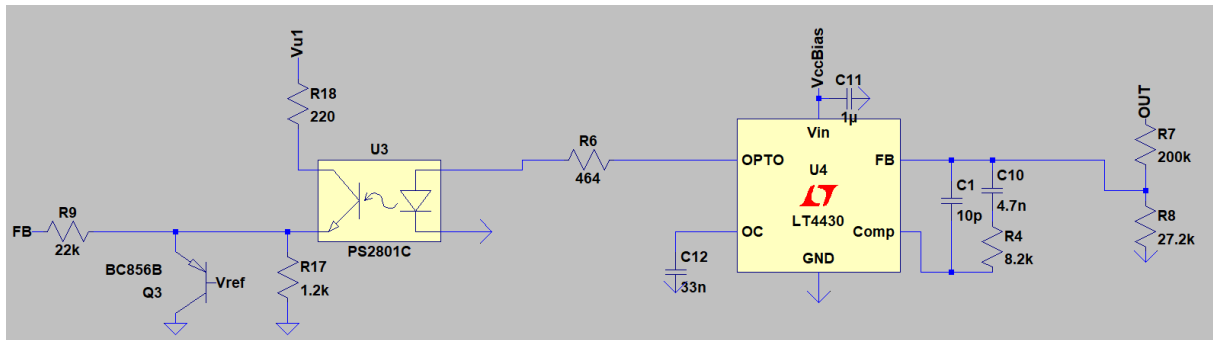 Vu1
R18
220
U3
PS2801C
FB
R9
22k
BC856B
Q3
Vref
R17
1.2k
R6
464
VccBias
C11
1µ
Vin
OPTO
FB
U4
LT
LT4430
OC
Comp
GND
C12
33n
C1
10p
C10
4.7n
R4
8.2k
OUT
R7
200k
R8
27.2k